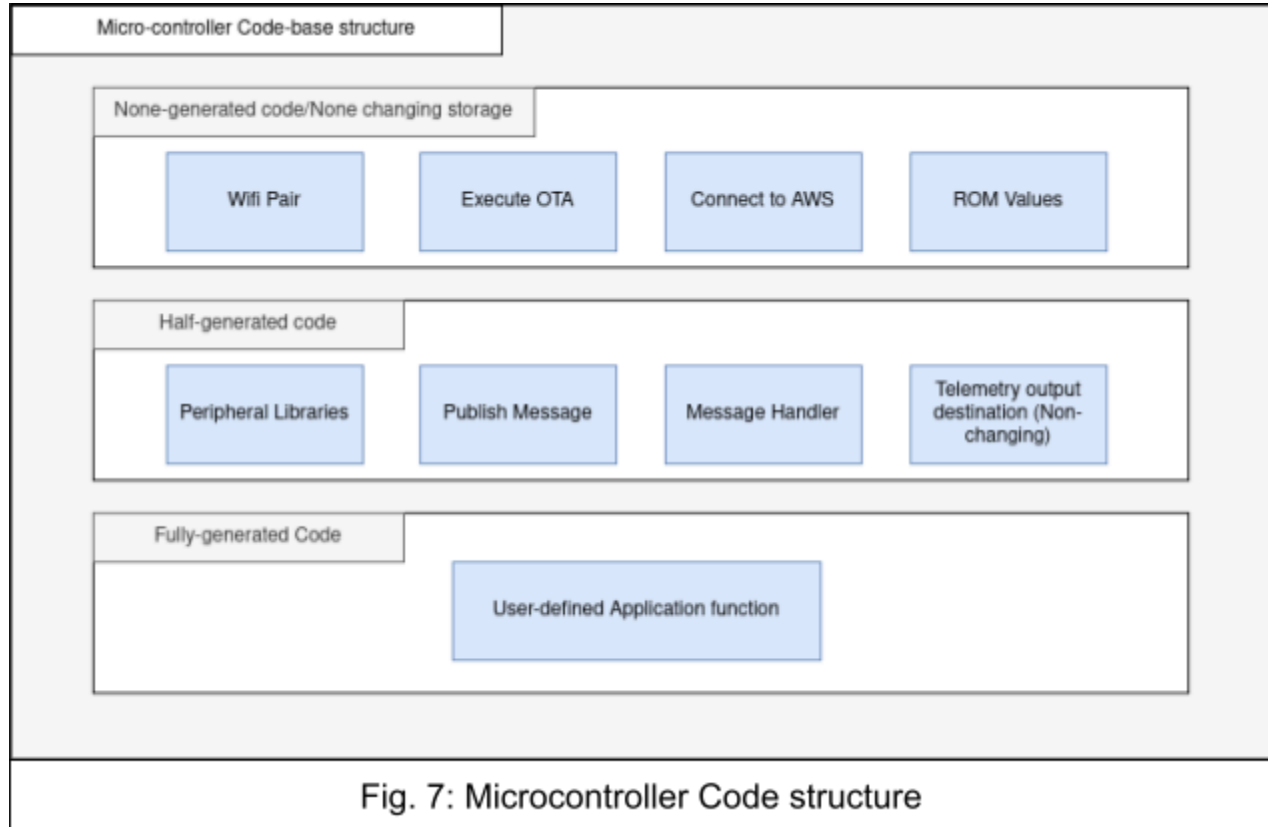 Micro-controller Code-base structure
None-generated code/None changing storage
Wifi Pair
Execute OTA
Connect to AWS
ROM Values
Half-generated code
Peripheral Libraries
Publish Message
Message Handler
Telemetry output
destination (Non-
changing)
Fully-generated Code
User-defined Application function
Fig. 7: Microcontroller Code structure